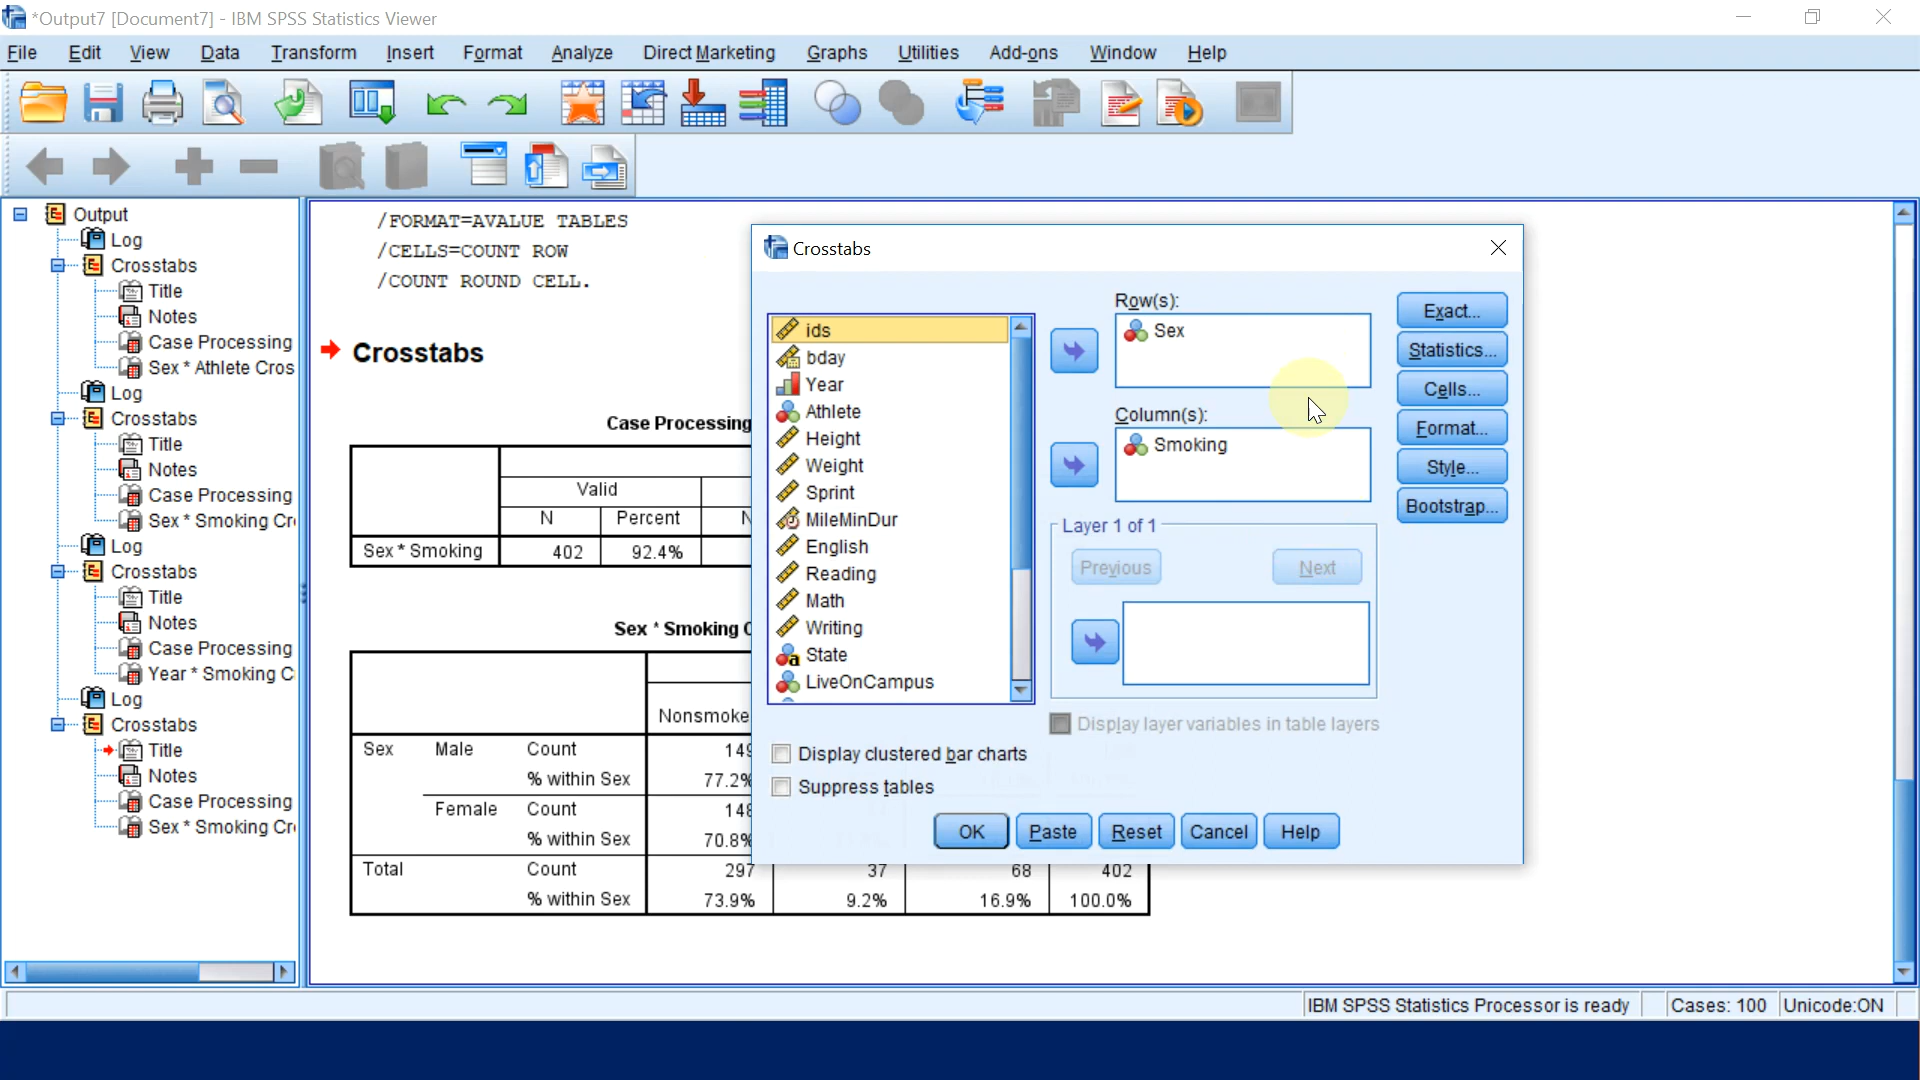 *Output7 [Document7] - IBM SPSS Statistics Viewer
File Edit View Data Transform Insert Format Analyze Direct Marketing Graphs Utilities Add-ons Window Help
Output
Log
Crosstabs
Title
Notes
Case Processing
Sex * Athlete Cros
Log
Crosstabs
Title
Notes
Case Processing
Sex * Smoking Cr
Log
Crosstabs
Title
Notes
Case Processing
Year * Smoking C
Log
Crosstabs
Title
Notes
Case Processing
Sex * Smoking Cr
/FORMAT=AVALUE TABLES
/CELLS=COUNT ROW
/COUNT ROUND CELL.
Crosstabs
Case Processing
Valid
N Percent N
Sex * Smoking 402 92.4%
Sex * Smoking C
Nonsmoke
Sex Male Count 149
% within Sex 77.2%
Female Count 148
% within Sex 70.8%
Total Count 297 37 68 402
% within Sex 73.9% 9.2% 16.9% 100.0%
Crosstabs
ids
bday
Year
Athlete
Height
Weight
Sprint
MileMinDur
English
Reading
Math
Writing
State
LiveOnCampus
Row(s):
Sex
Column(s):
Smoking
Layer 1 of 1
Previous Next
Display layer variables in table layers
Exact...
Statistics...
Cells...
Format...
Style...
Bootstrap...
Display clustered bar charts
Suppress tables
OK Paste Reset Cancel Help
IBM SPSS Statistics Processor is ready Cases: 100 Unicode:ON